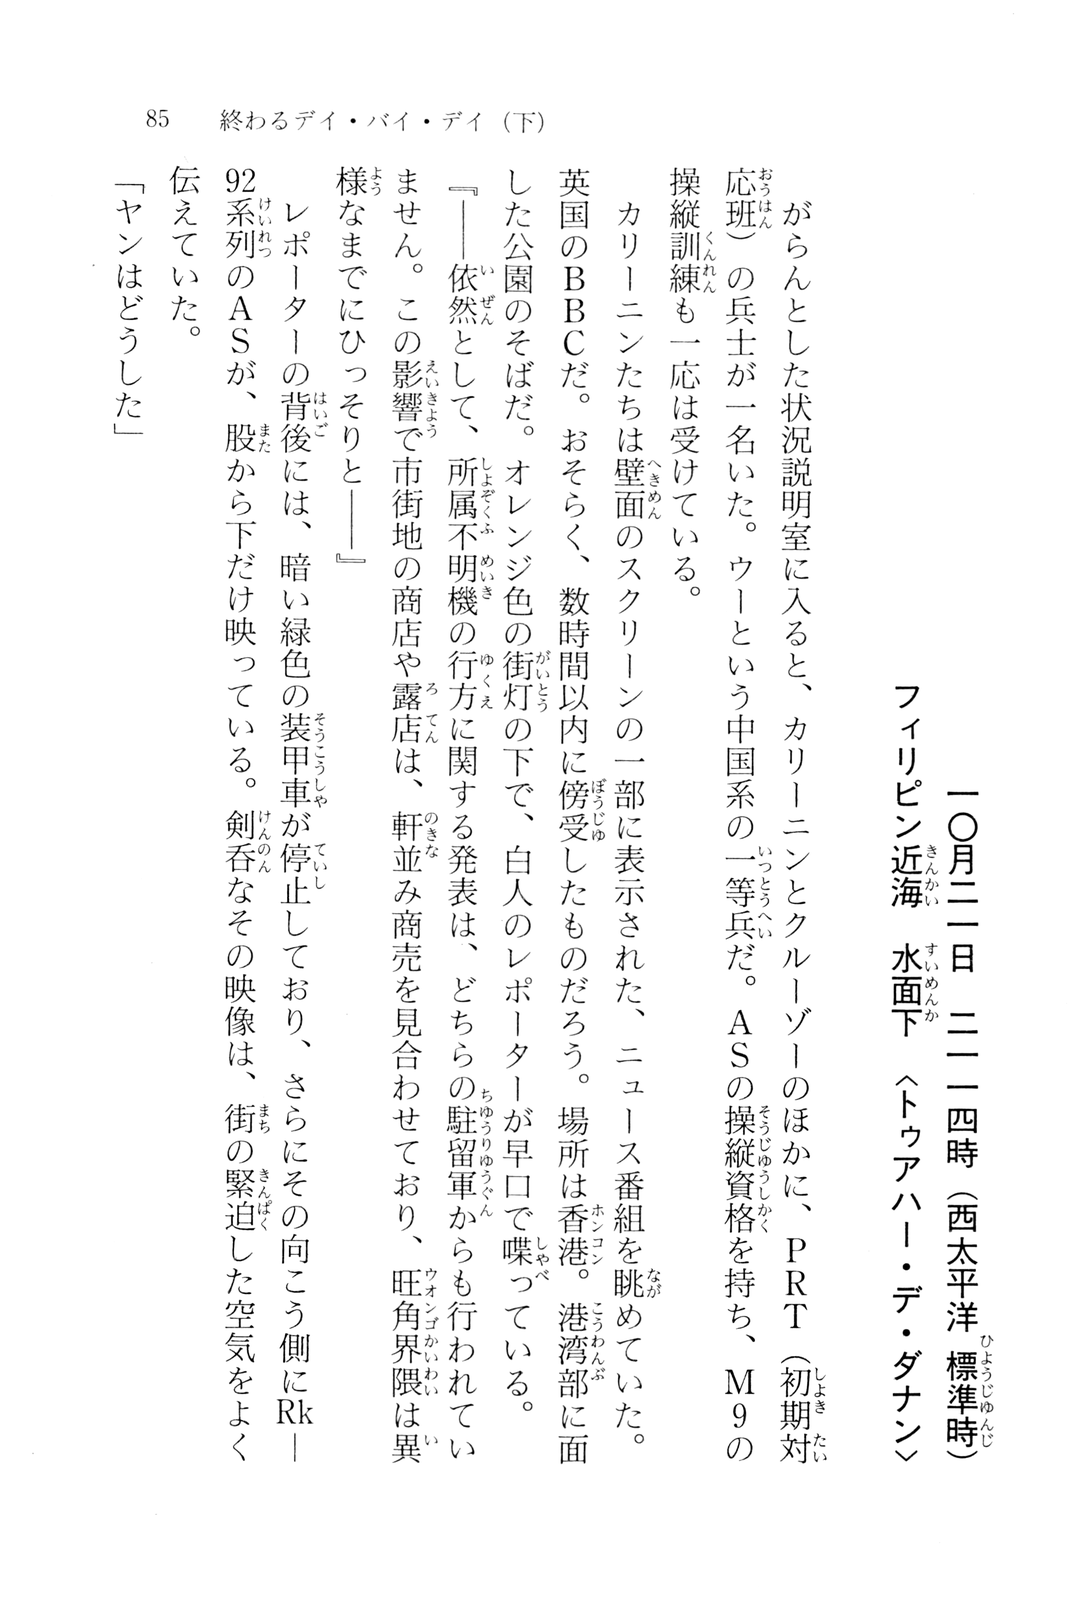 85　終わるデイ・バイ・デイ（下）
一〇月二一日　二一一四時（西太平洋標準時）
フィリピン近海　水面下　〈トゥアハー・デ・ダナン〉
　がらんとした状況説明室に入ると、カリーニンとクルーゾーのほかに、PRT（初期対
応班）の兵士が一名いた。ウーという中国系の一等兵だ。ASの操縦資格を持ち、M9の
操縦訓練も一応は受けている。
　カリーニンたちは壁面のスクリーンの一部に表示された、ニュース番組を眺めていた。
英国のBBCだ。おそらく、数時間以内に傍受したものだろう。場所は香港。港湾部に面
した公園のそばだ。オレンジ色の街灯の下で、白人のレポーターが早口で喋っている。
『――依然として、所属不明機の行方に関する発表は、どちらの駐留軍からも行われてい
ません。この影響で市街地の商店や露店は、軒並み商売を見合わせており、旺角界隈は異
様なまでにひっそりと――』
　レポーターの背後には、暗い緑色の装甲車が停止しており、さらにその向こう側にRk―
92系列のASが、股から下だけ映っている。剣呑なその映像は、街の緊迫した空気をよく
伝えていた。
「ヤンはどうした」